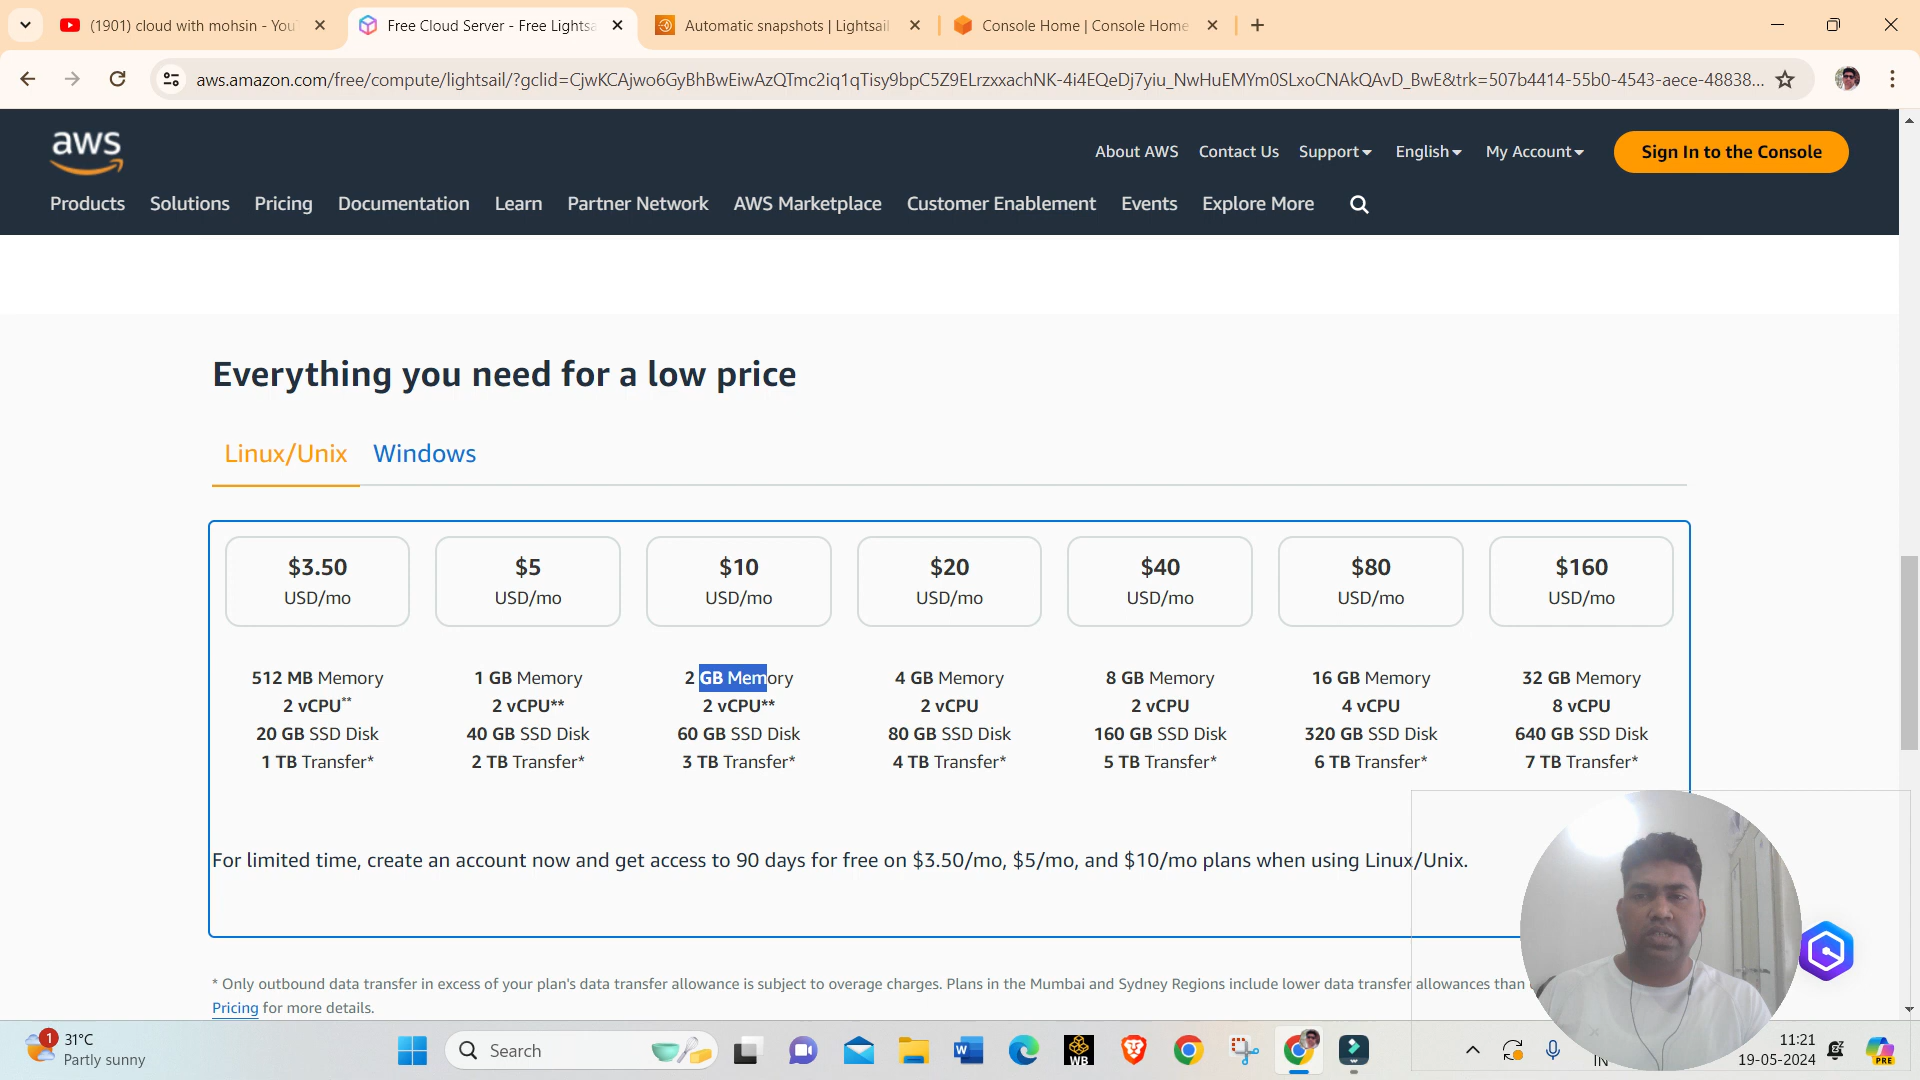 (1901) cloud with mohsin - You
Free Cloud Server - Free Lightsa
Automatic snapshots | Lightsail
Console Home | Console Home
aws.amazon.com/free/compute/lightsail/?gclid=CjwKCAjwo6GyBhBwEiwAzQTmc2iq1qTisy9bpC5Z9ELrzxxachNK-4i4EQeDj7yiu_NwHuEMYm0SLxoCNAkQAvD_BwE&trk=507b4414-55b0-4543-aece-48838...
aws
About AWS Contact Us Support English My Account Sign In to the Console
Products Solutions Pricing Documentation Learn Partner Network AWS Marketplace Customer Enablement Events Explore More
Everything you need for a low price
Linux/Unix Windows
$3.50 $5 $10 $20 $40 $80 $160
USD/mo USD/mo USD/mo USD/mo USD/mo USD/mo USD/mo
512 MB Memory 1 GB Memory 2 GB Memory 4 GB Memory 8 GB Memory 16 GB Memory 32 GB Memory
2 vCPU** 2 vCPU** 2 vCPU** 2 vCPU 2 vCPU 4 vCPU 8 vCPU
20 GB SSD Disk 40 GB SSD Disk 60 GB SSD Disk 80 GB SSD Disk 160 GB SSD Disk 320 GB SSD Disk 640 GB SSD Disk
1 TB Transfer* 2 TB Transfer* 3 TB Transfer* 4 TB Transfer* 5 TB Transfer* 6 TB Transfer* 7 TB Transfer*
For limited time, create an account now and get access to 90 days for free on $3.50/mo, $5/mo, and $10/mo plans when using Linux/Unix.
* Only outbound data transfer in excess of your plan's data transfer allowance is subject to overage charges. Plans in the Mumbai and Sydney Regions include lower data transfer allowances than
Pricing for more details.
1
31°C
Partly sunny
Search
W
WB
IN
11:21
19-05-2024
PRE